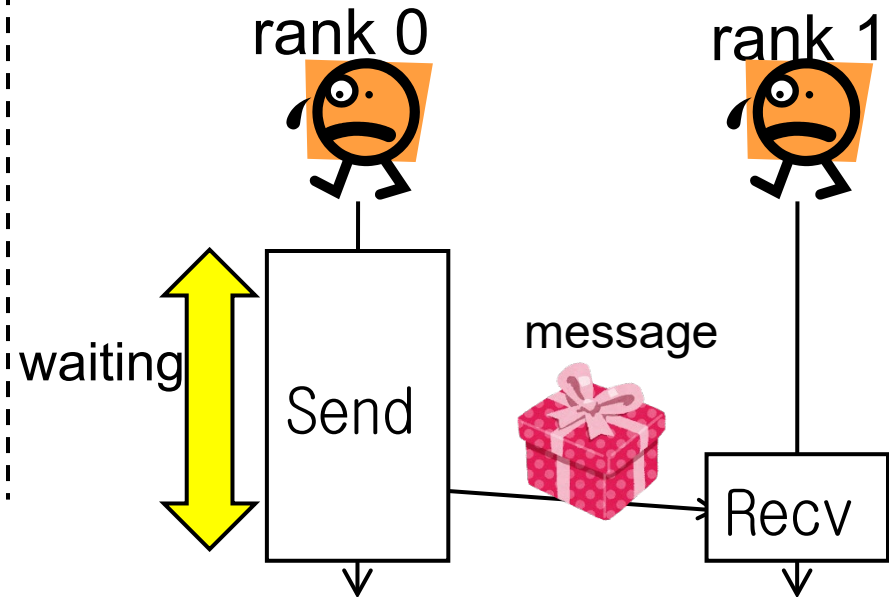 rank 0
rank 1
message
waiting
Send
Recv